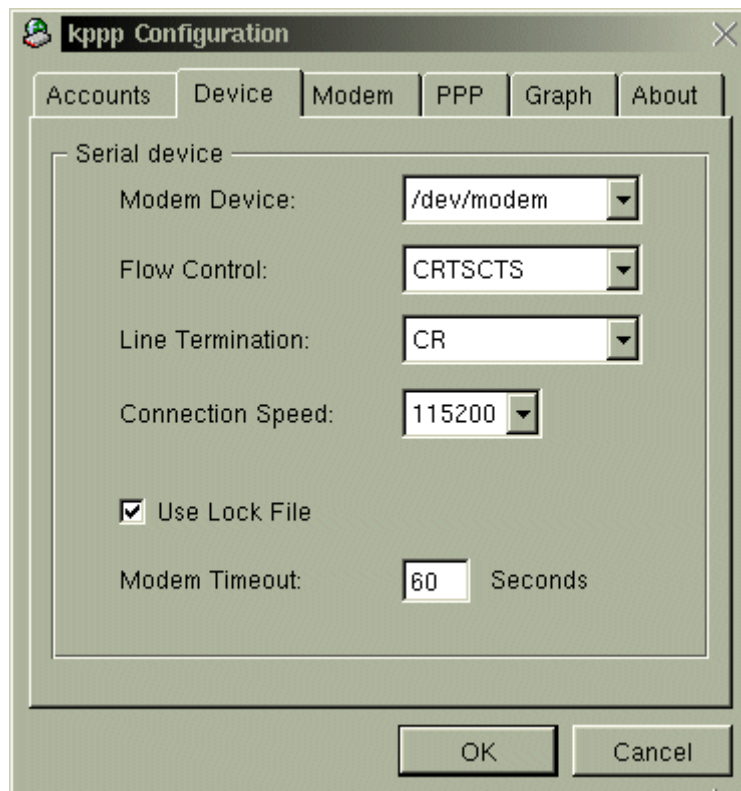 kppp Configuration
Accounts Device Modem PPP Graph About
Serial device
Modem Device: /dev/modem
Flow Control: CRTSCTS
Line Termination: CR
Connection Speed: 115200
Use Lock File
Modem Timeout: 60 Seconds
OK Cancel